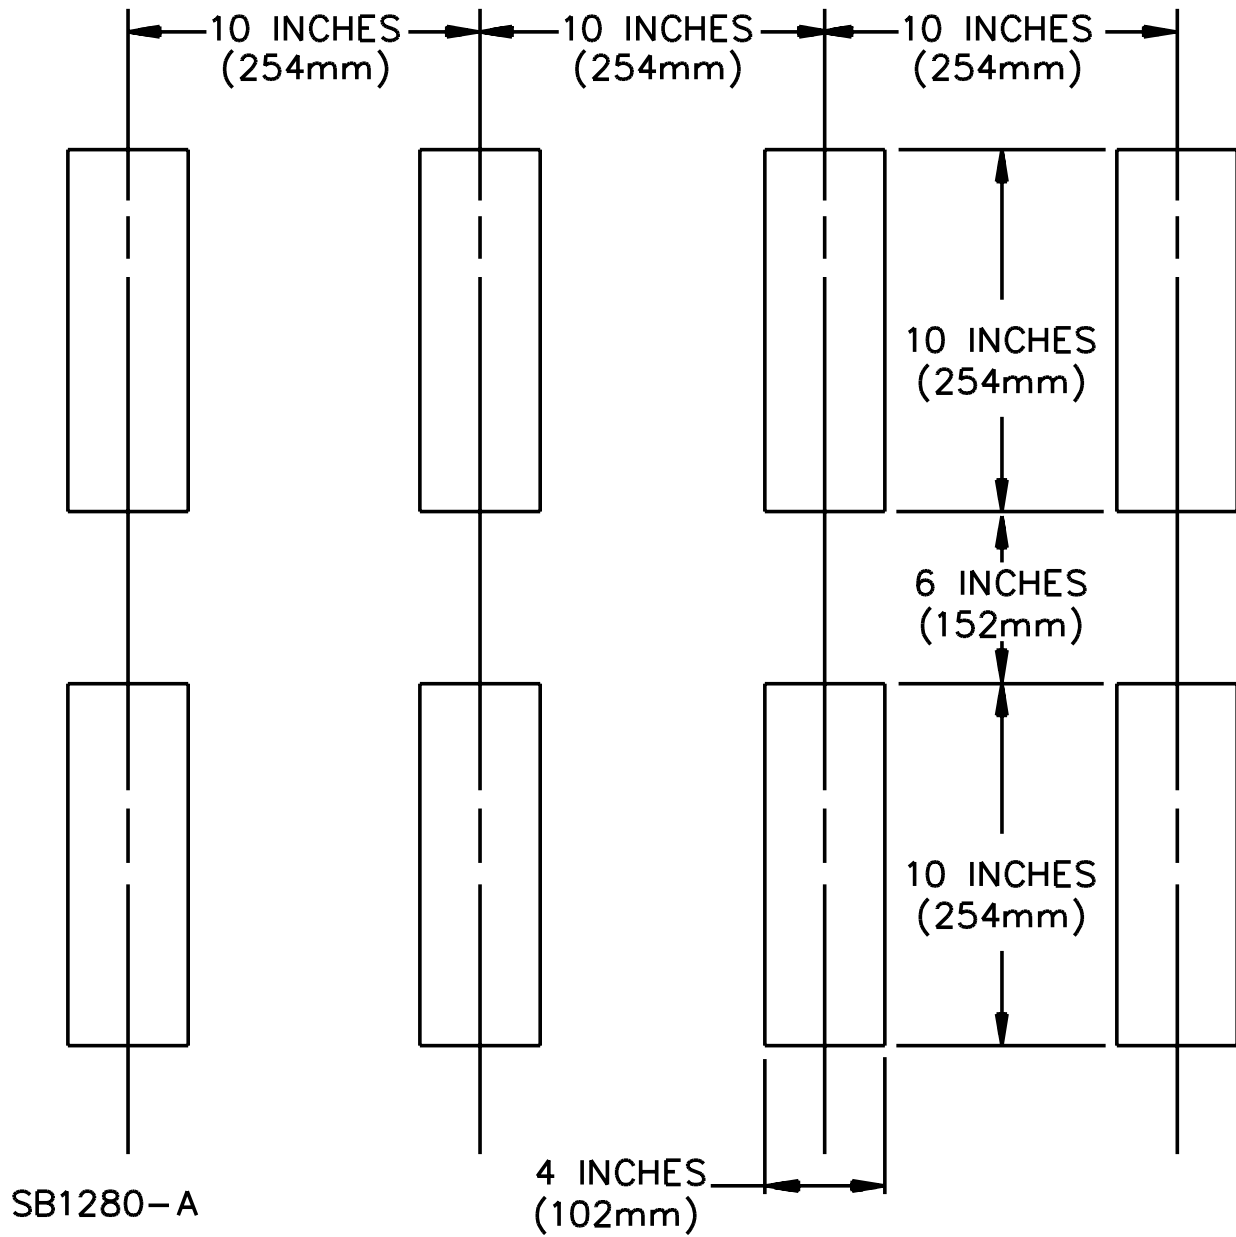 10 INCHES
(254mm)
10 INCHES
(254mm)
10 INCHES
(254mm)
10 INCHES
(254mm)
6 INCHES
(152mm)
10 INCHES
(254mm)
4 INCHES
(102mm)
SB1280-A